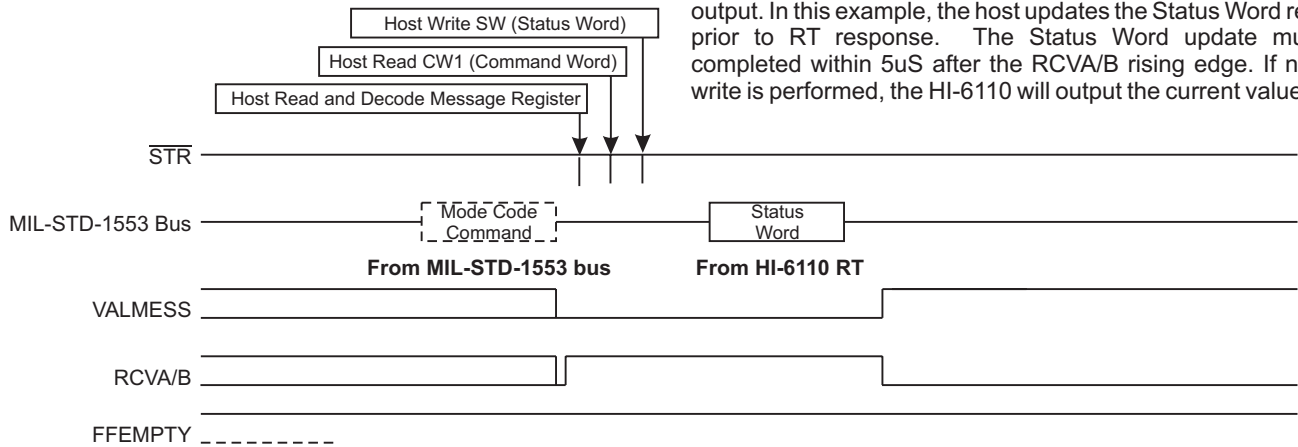 output. In this example, the host updates the Status Word
prior to RT response. The Status Word update
completed within 5uS after the RCVA/B rising edge. If
write is performed, the HI-6110 will output the current value
Host Write SW (Status Word)
Host Read CW1 (Command Word)
Host Read and Decode Message Register
STR
MIL-STD-1553 Bus
Mode Code
Command
Status
Word
From MIL-STD-1553 bus
From HI-6110 RT
VALMESS
RCVA/B
FFEMPTY